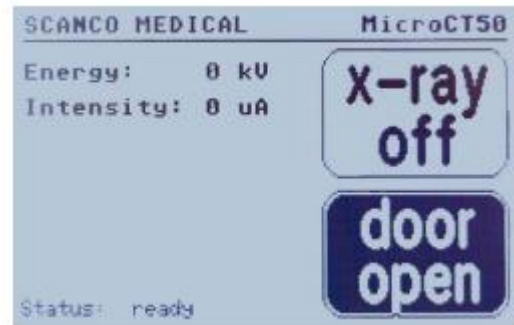 SCANCO MEDICAL MicroCT50
Energy: 0 kV
Intensity: 0 uA
x-ray
off
door
open
Status: ready